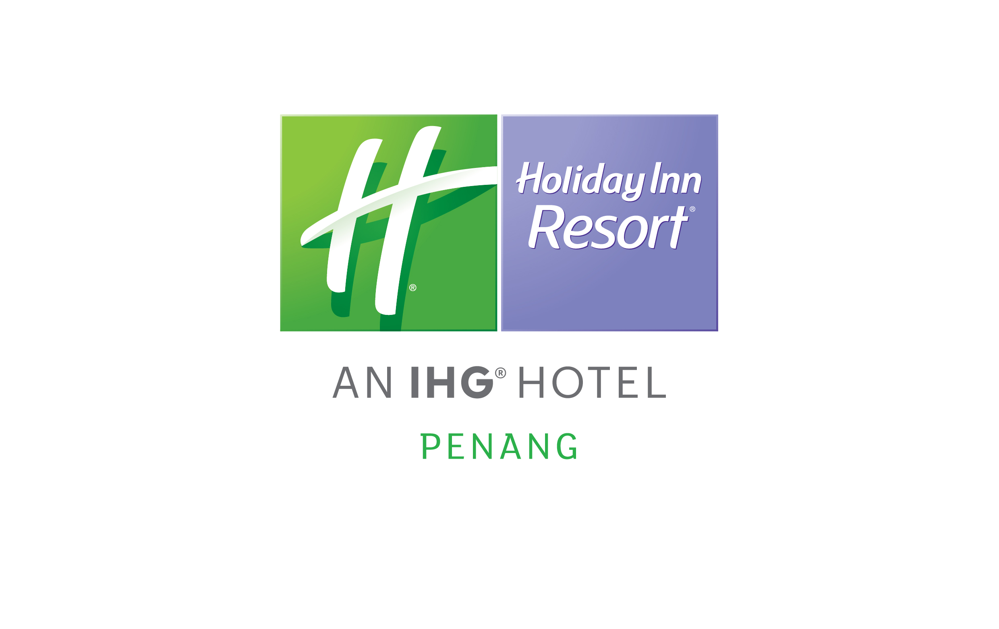 H®
Holiday Inn
Resort®
AN IHG® HOTEL
PENANG